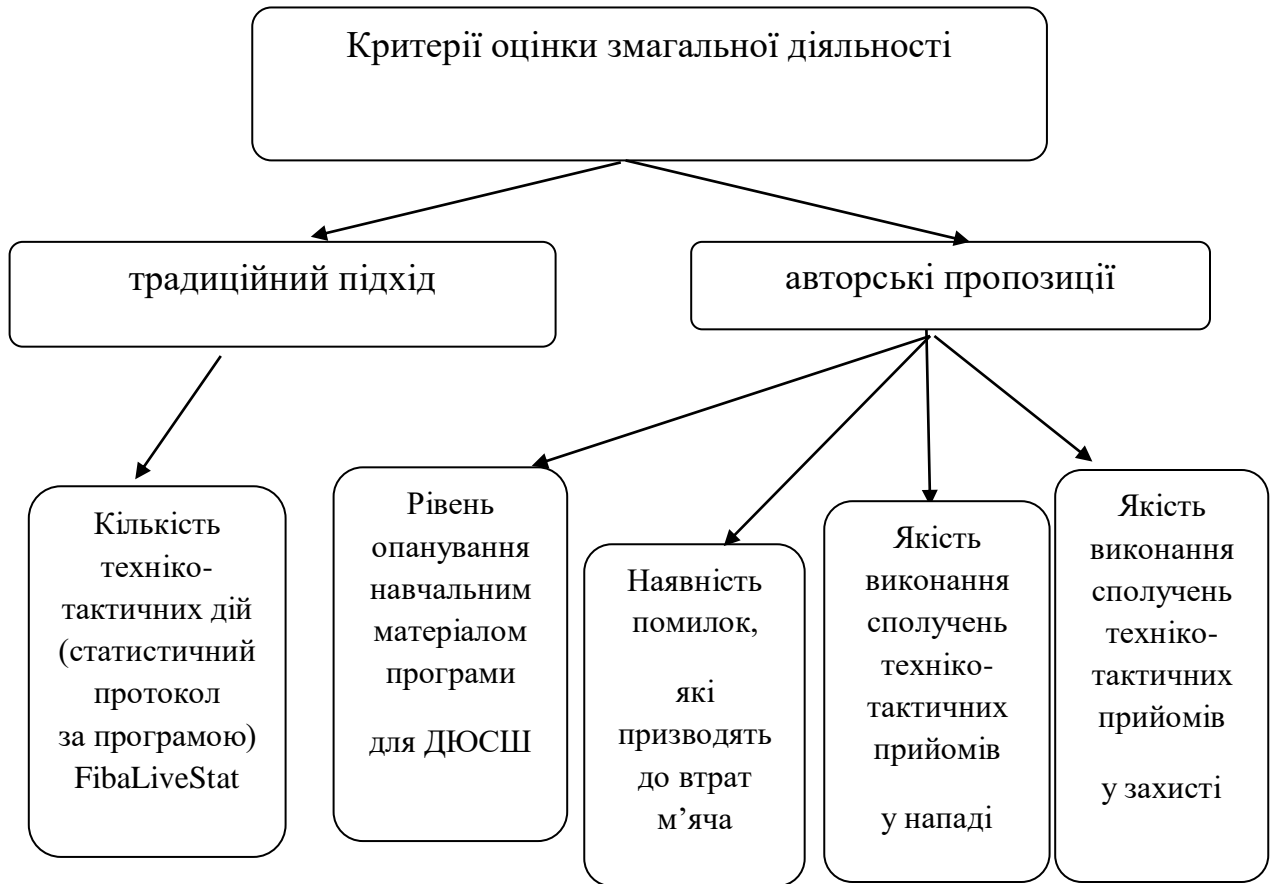 Критерії оцінки змагальної діяльності
традиційний підхід
авторські пропозиції
Кількість
техніко-
тактичних дій
(статистичний
протокол
за програмою)
FibaLiveStat
Рівень
опанування
навчальним
матеріалом
програми
для ДЮСШ
Наявність
помилок,
які
призводять
до втрат
м’яча
Якість
виконання
сполучень
техніко-
тактичних
прийомів
у нападі
Якість
виконання
сполучень
техніко-
тактичних
прийомів
у захисті